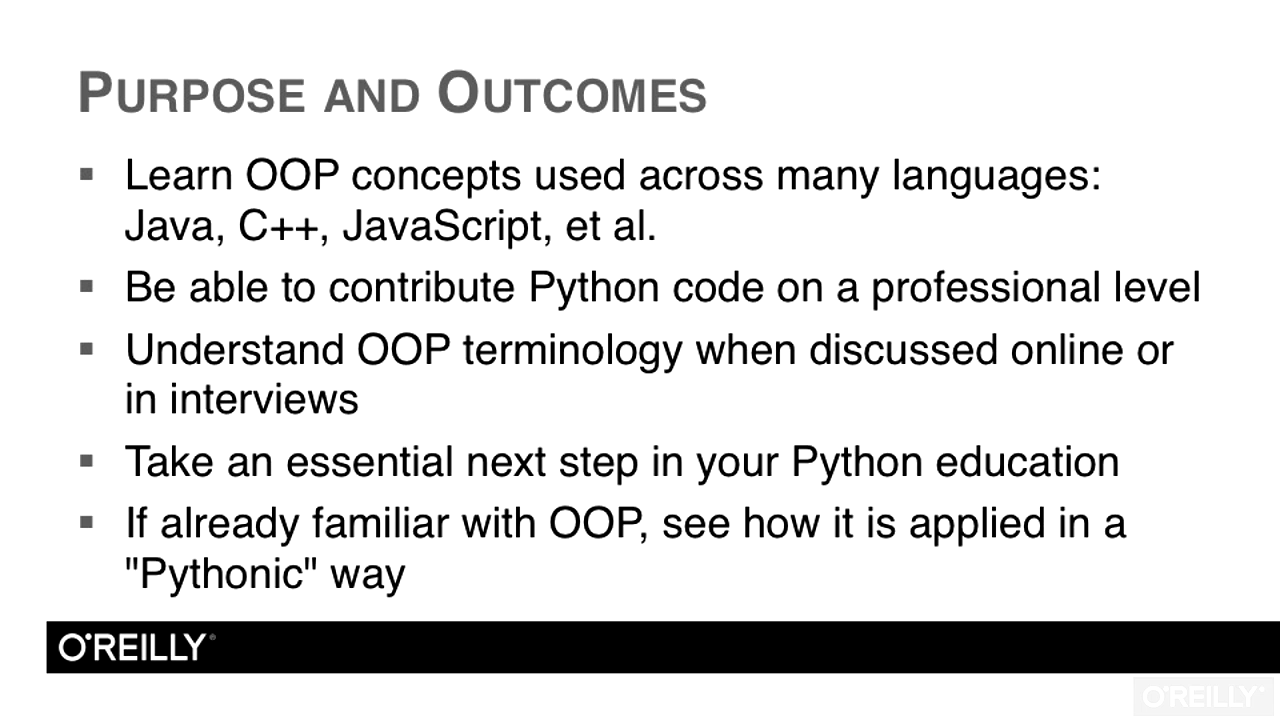 PURPOSE AND OUTCOMES
▪ Learn OOP concepts used across many languages:
Java, C++, JavaScript, et al.
▪ Be able to contribute Python code on a professional level
▪ Understand OOP terminology when discussed online or
in interviews
▪ Take an essential next step in your Python education
▪ If already familiar with OOP, see how it is applied in a
"Pythonic" way
O'REILLY®
O'REILLY